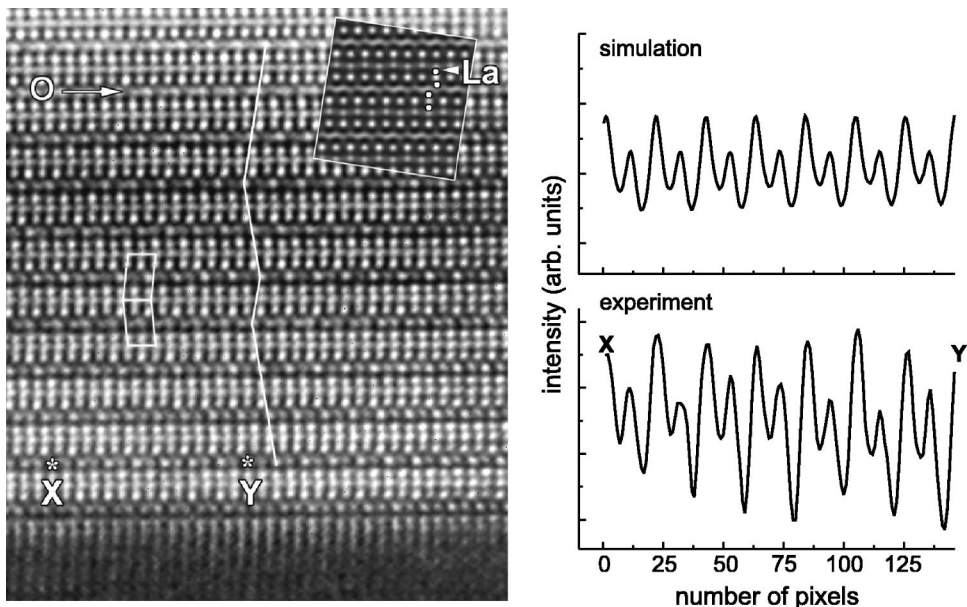 O
La
X
Y
simulation
experiment
X
Y
intensity (arb. units)
0 25 50 75 100 125
number of pixels